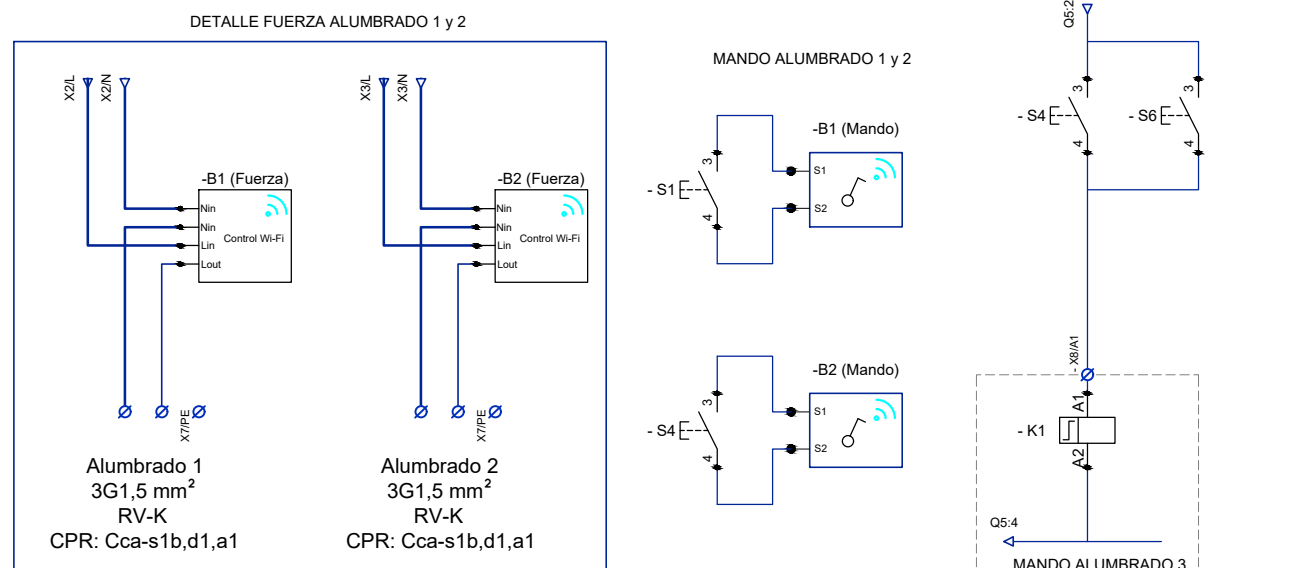 DETALLE FUERZA ALUMBRADO 1 y 2
X2/L
X2/N
-B1 (Fuerza)
Nin
Nin
Control Wi-Fi
Lin
Lout
X7/PE
Alumbrado 1
3G1,5 mm²
RV-K
CPR: Cca-s1b,d1,a1
X3/L
X3/N
-B2 (Fuerza)
Nin
Nin
Control Wi-Fi
Lin
Lout
X7/PE
Alumbrado 2
3G1,5 mm²
RV-K
CPR: Cca-s1b,d1,a1
MANDO ALUMBRADO 1 y 2
-B1 (Mando)
3
- S1
4
S1
S2
-B2 (Mando)
3
- S4
4
S1
S2
Q5:2
3
- S4
4
3
- S6
4
- X8/A1
A1
- K1
A2
Q5:4
MANDO ALUMBRADO 3